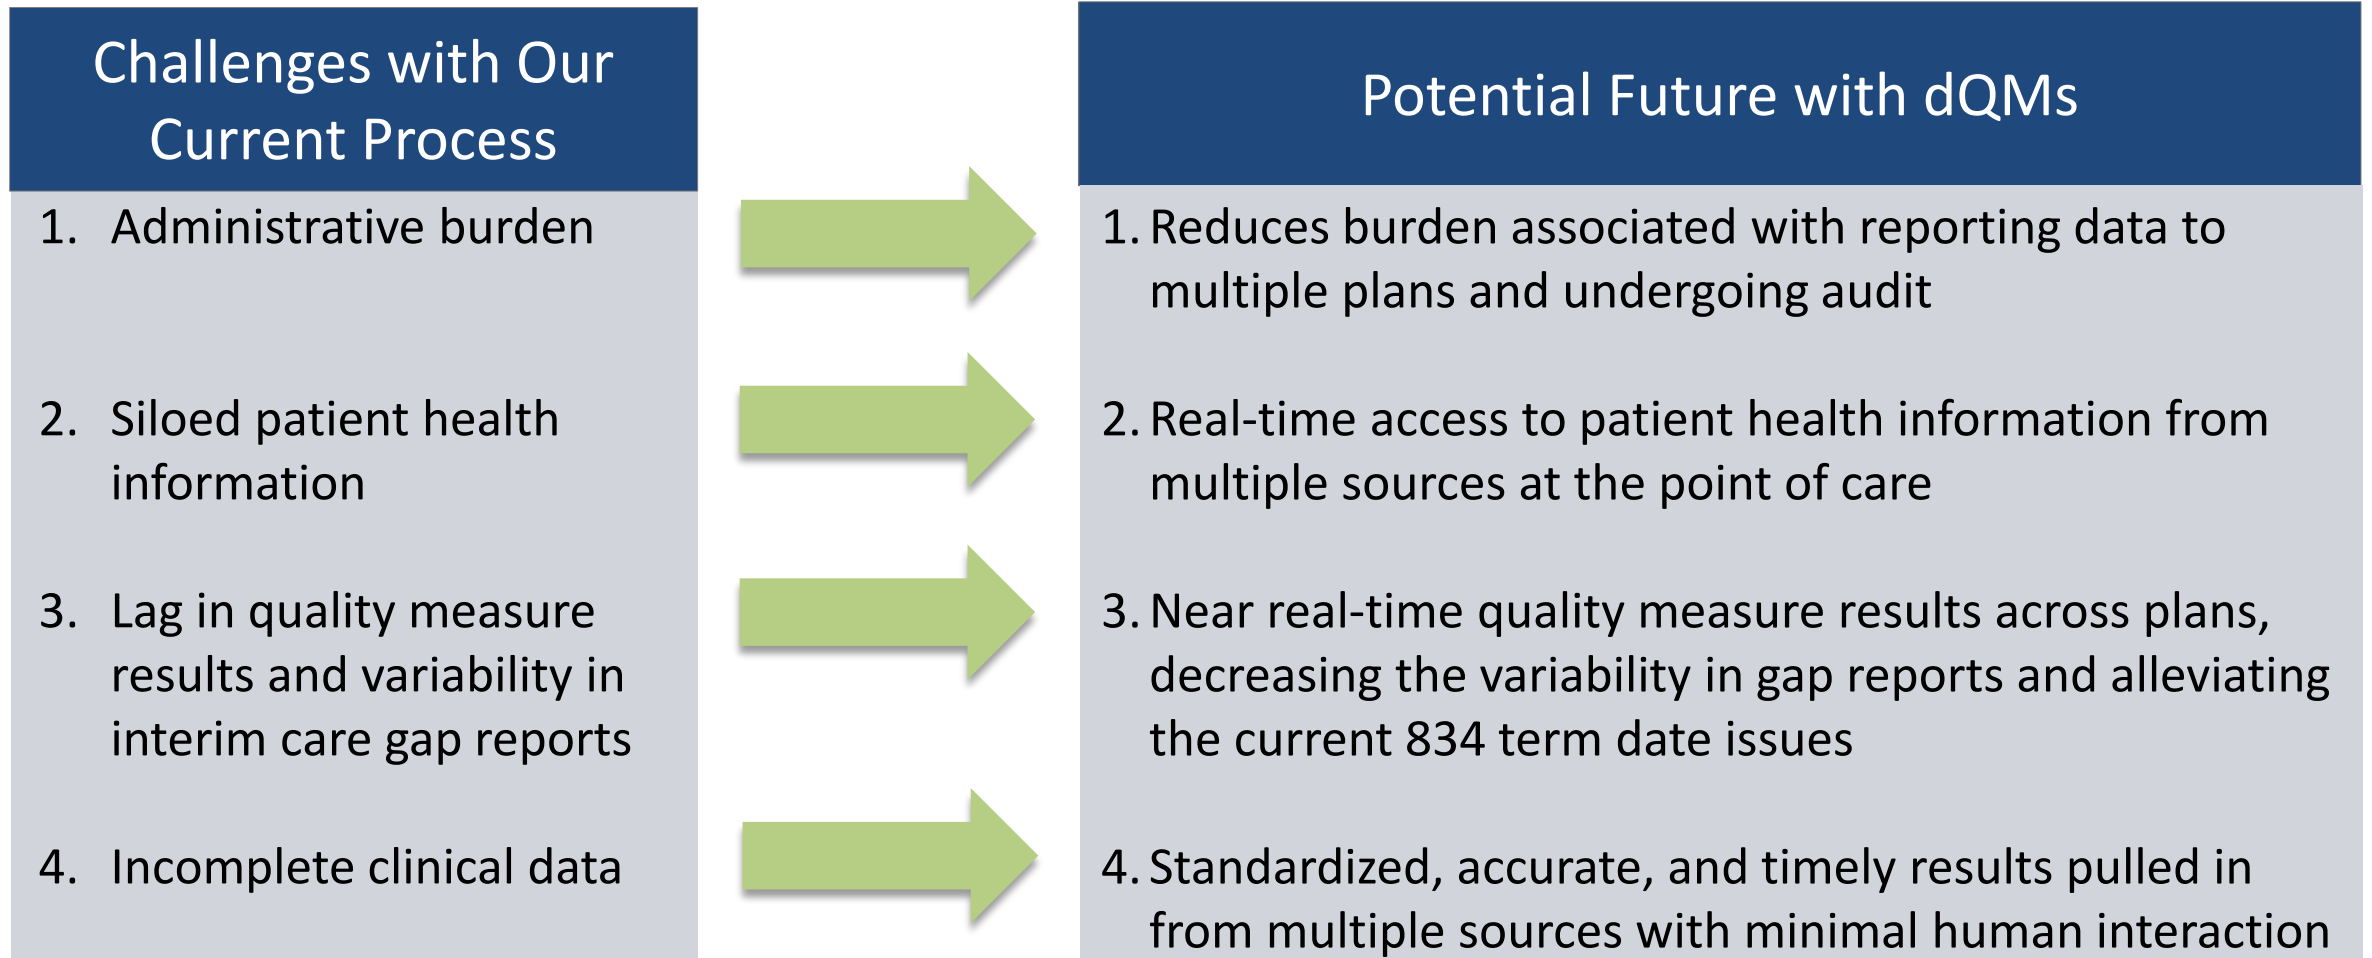 Challenges with Our
Current Process
1. Administrative burden
2. Siloed patient health
information
3. Lag in quality measure
results and variability in
interim care gap reports
4. Incomplete clinical data
Potential Future with dQMs
1. Reduces burden associated with reporting data to
multiple plans and undergoing audit
2. Real-time access to patient health information from
multiple sources at the point of care
3. Near real-time quality measure results across plans,
decreasing the variability in gap reports and alleviating
the current 834 term date issues
4. Standardized, accurate, and timely results pulled in
from multiple sources with minimal human interaction